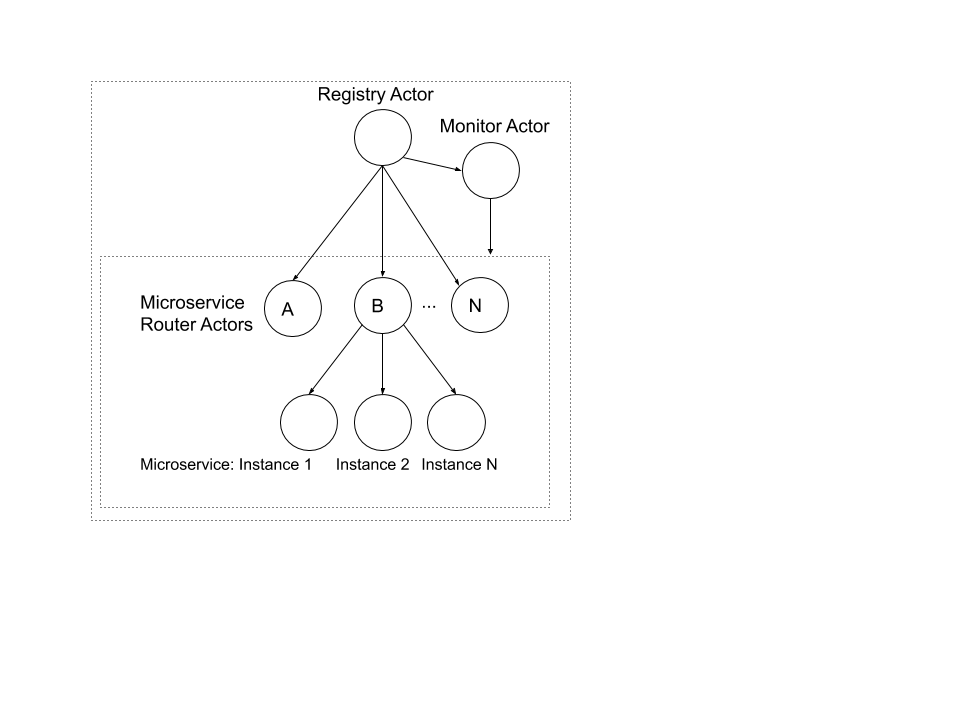 Registry Actor
Monitor Actor
Microservice
Router Actors
A
B
...
N
Microservice: Instance 1
Instance 2
Instance N